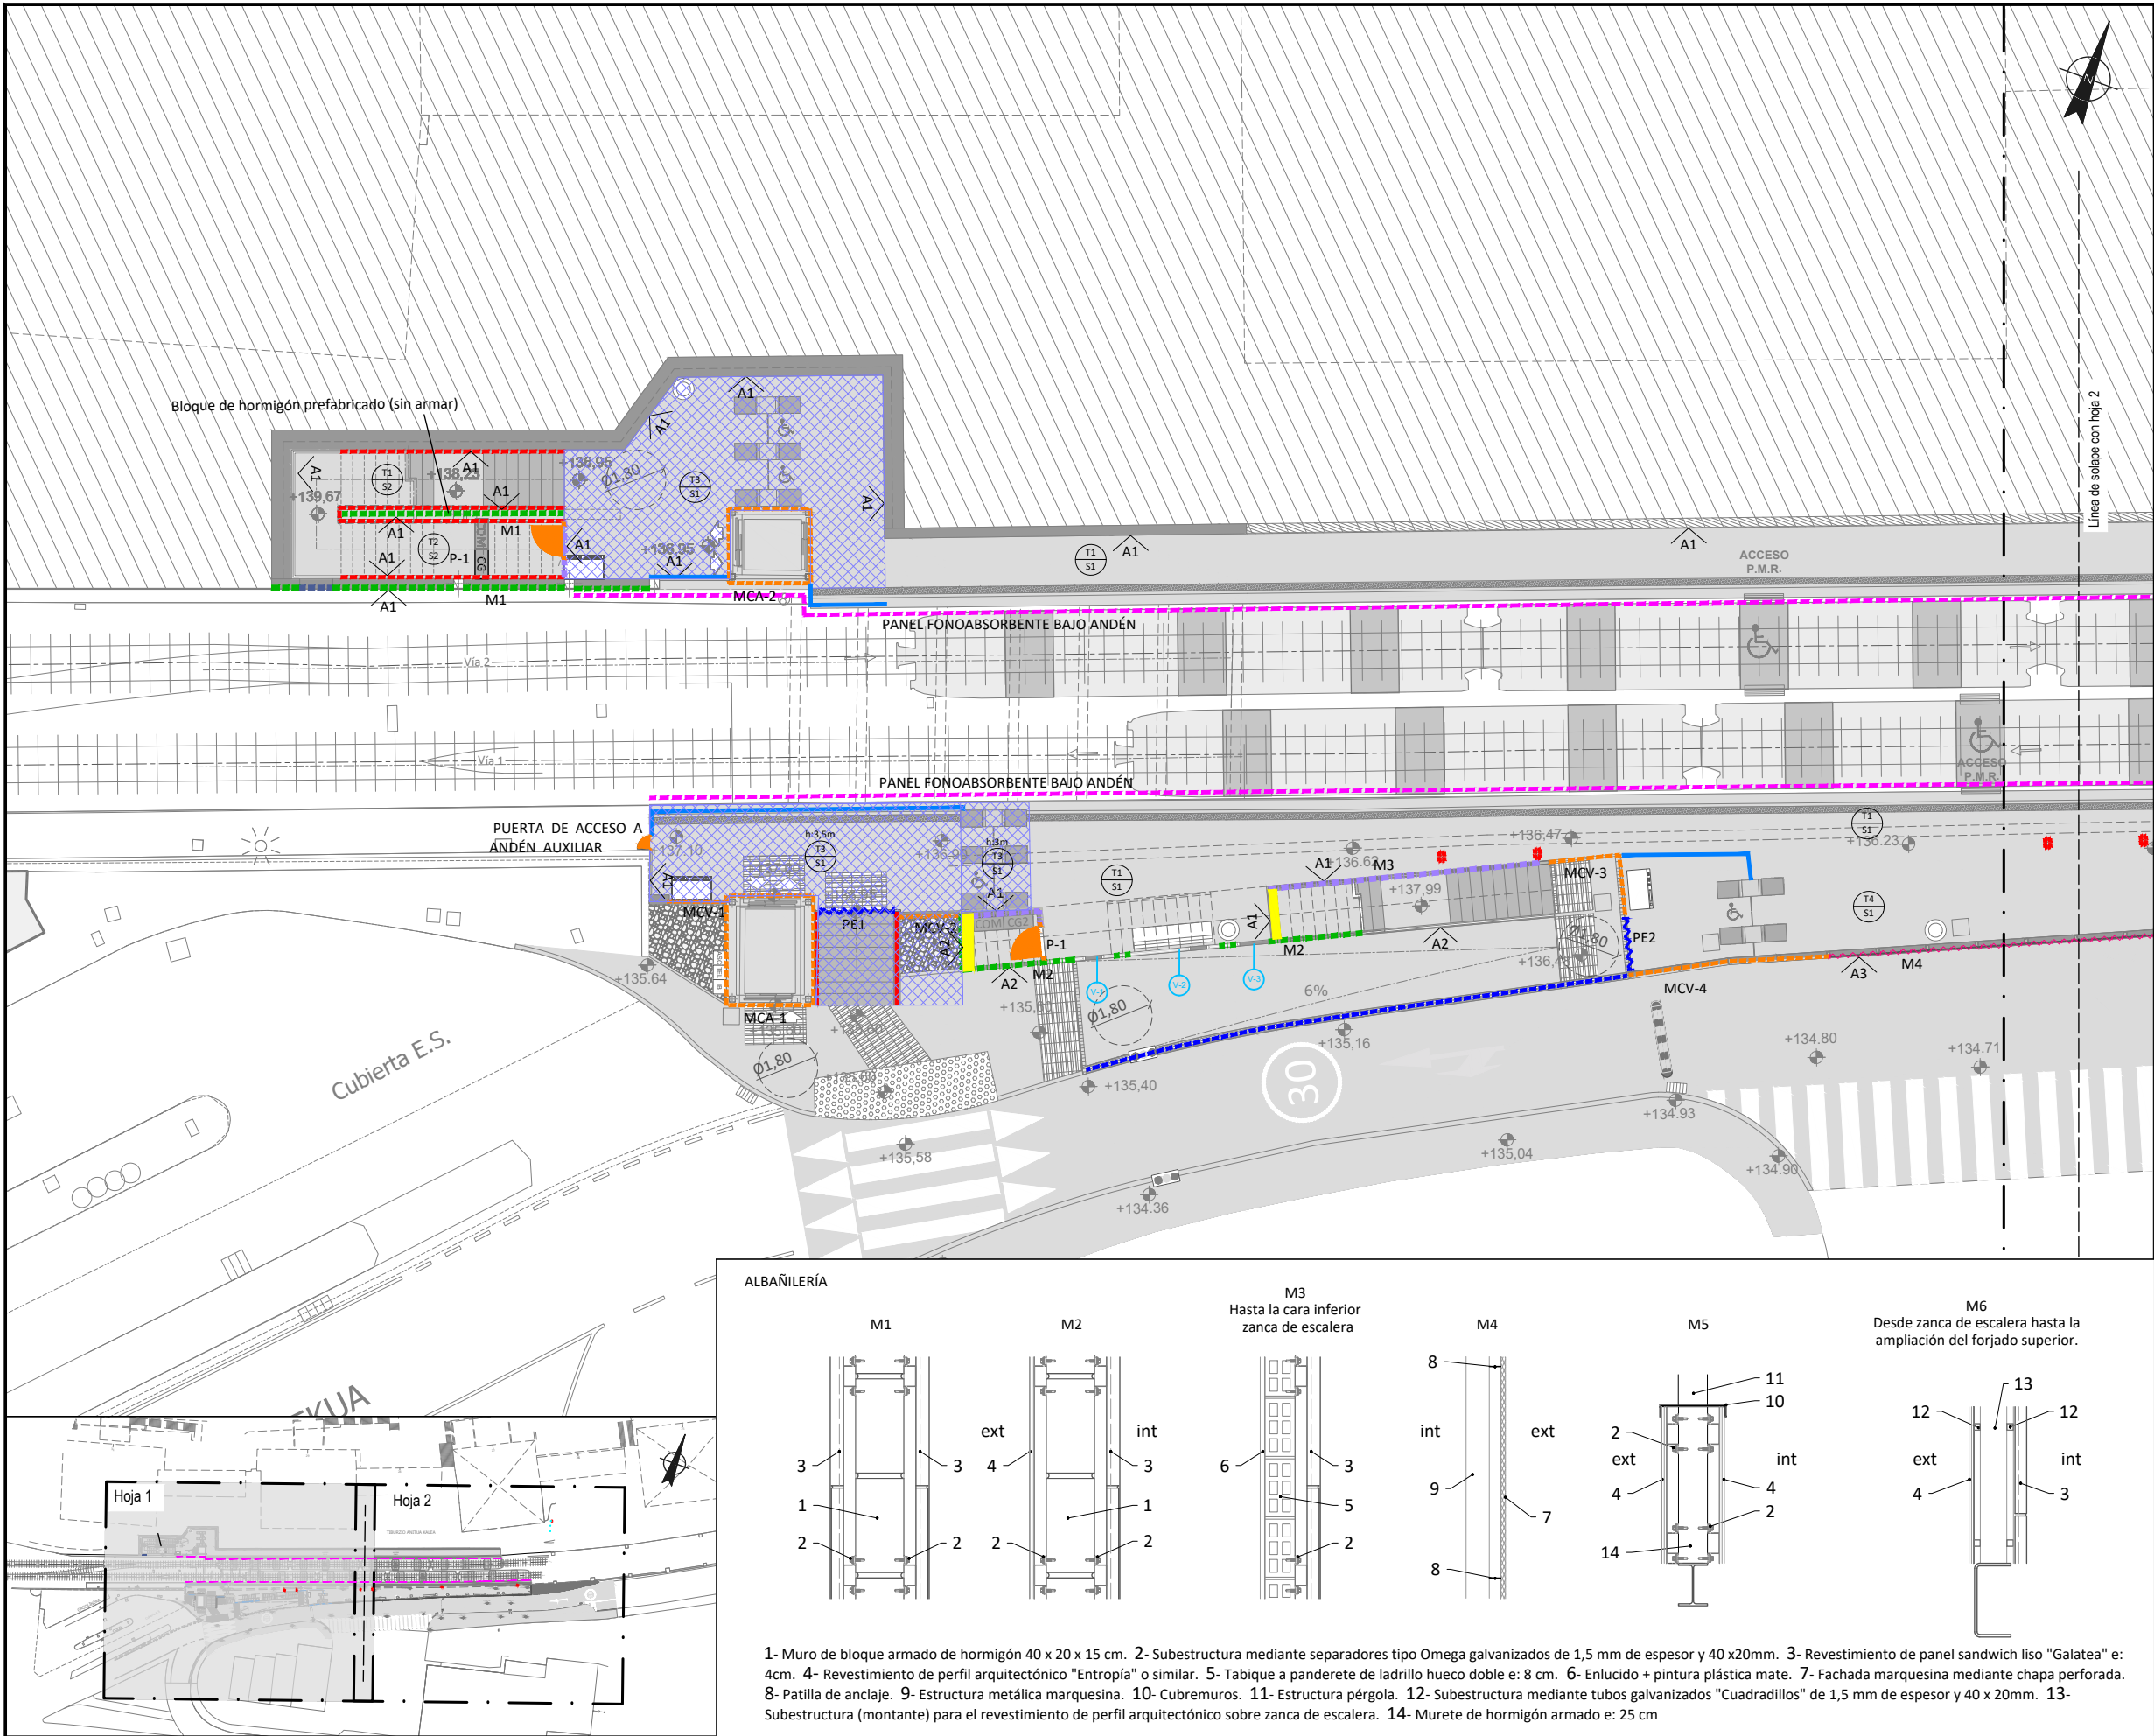 N
Línea de solape con hoja 2
Bloque de hormigón prefabricado (sin armar)
A1
A1
A1
T1
S2
+138,23
A1
+136,95
Ø1,80
T3
S1
+139,67
A1
A1
A1
M1
T2
S2
P-1
COM
CG
A1
A1
+136,95
A1
A1
M1
MCA-2
T1
S1
A1
A1
ACCESO
P.M.R.
PANEL FONOABSORBENTE BAJO ANDÉN
Vía 2
Vía 1
ACCESO
P.M.R.
PANEL FONOABSORBENTE BAJO ANDÉN
PUERTA DE ACCESO A
ANDÉN AUXILIAR
+137.10
h:3,5m
T3
S1
h:3m
T3
S1
+136,47
T1
S1
+136.23
T1
S1
A1
M3
MCV-3
+137,99
A1
A1
MCV-1
PE1
MCV-2
COM
CG2
A2
P-1
A1
M2
A2
PE2
Ø1,80
T4
S1
M2
A2
V-2
V-3
6%
A3
M4
MCV-4
+135.64
MCA-1
Ø1,80
Ø1,80
+135,16
+135,40
30
+134.80
+134.71
+134.93
+134.90
+135,58
+135,04
+134.36
Cubierta E.S.
Hoja 1
Hoja 2
ALBAÑILERÍA
M1
M2
M3
Hasta la cara inferior
zanca de escalera
M4
M5
M6
Desde zanca de escalera hasta la
ampliación del forjado superior.
3
1
2
3
2
ext
4
2
int
3
1
2
6
3
5
2
8
int
9
8
ext
7
11
10
2
ext
4
14
int
4
2
13
12
12
ext
4
int
3
1- Muro de bloque armado de hormigón 40 x 20 x 15 cm. 2- Subestructura mediante separadores tipo Omega galvanizados de 1,5 mm de espesor y 40 x20mm. 3- Revestimiento de panel sandwich liso "Galatea" e:
4cm. 4- Revestimiento de perfil arquitectónico "Entropía" o similar. 5- Tabique a panderete de ladrillo hueco doble e: 8 cm. 6- Enlucido + pintura plástica mate. 7- Fachada marquesina mediante chapa perforada.
8- Patilla de anclaje. 9- Estructura metálica marquesina. 10- Cubremuros. 11- Estructura pérgola. 12- Subestructura mediante tubos galvanizados "Cuadradillos" de 1,5 mm de espesor y 40 x 20mm. 13-
Subestructura (montante) para el revestimiento de perfil arquitectónico sobre zanca de escalera. 14- Murete de hormigón armado e: 25 cm